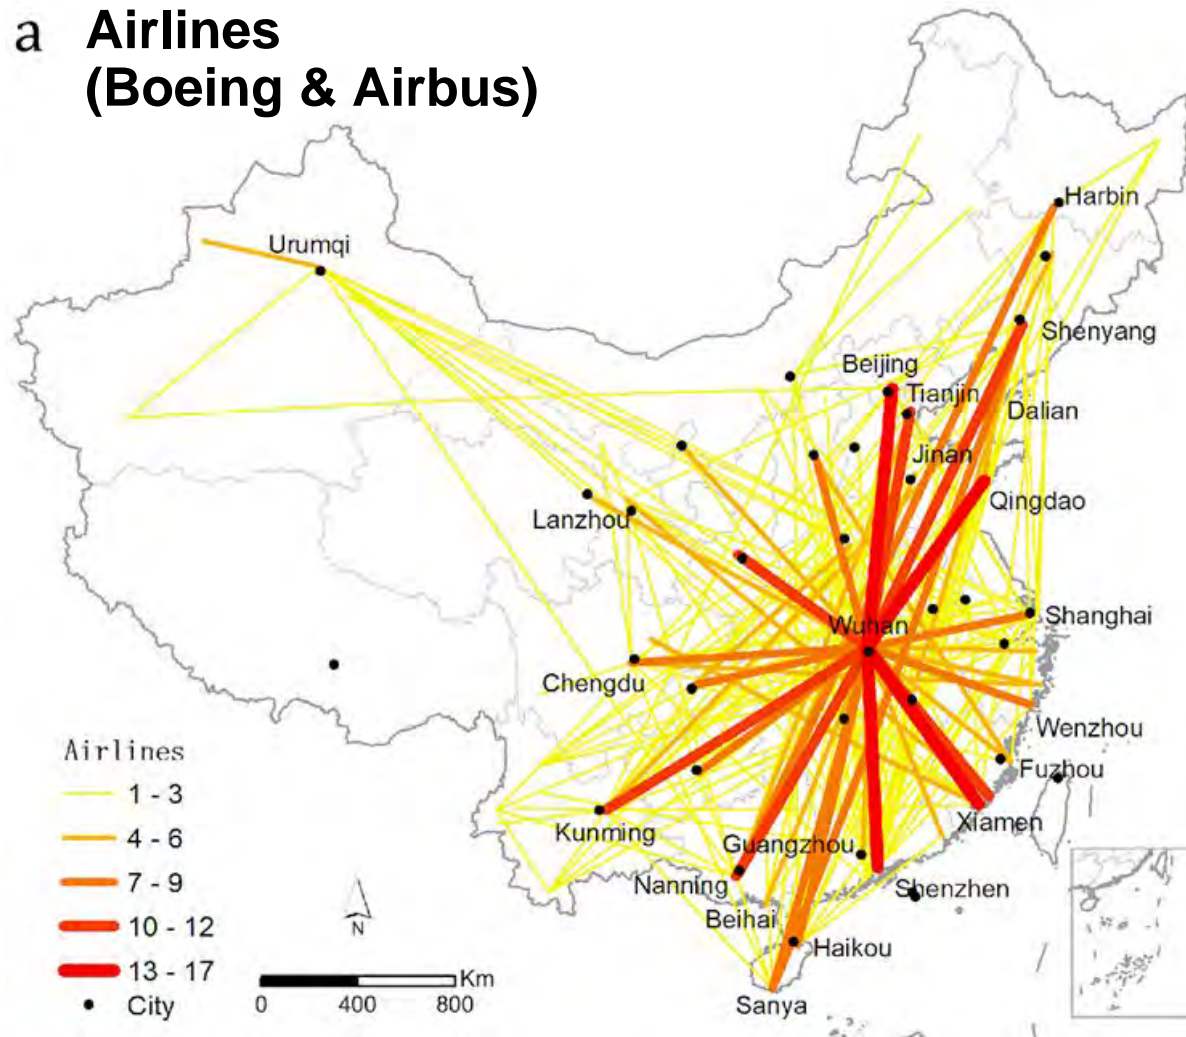 a
Airlines
(Boeing & Airbus)
Harbin
Urumqi
Shenyang
Beijing
Tianjin
Dalian
Jinan
Qingdao
Lanzhou
Shanghai
Wuhan
Chengdu
Wenzhou
Fuzhou
Xiamen
Kunming
Guangzhou
Nanning
Shenzhen
Beihai
Haikou
Sanya
Airlines
1 - 3
4 - 6
7 - 9
10 - 12
13 - 17
City
N
Km
0 400 800